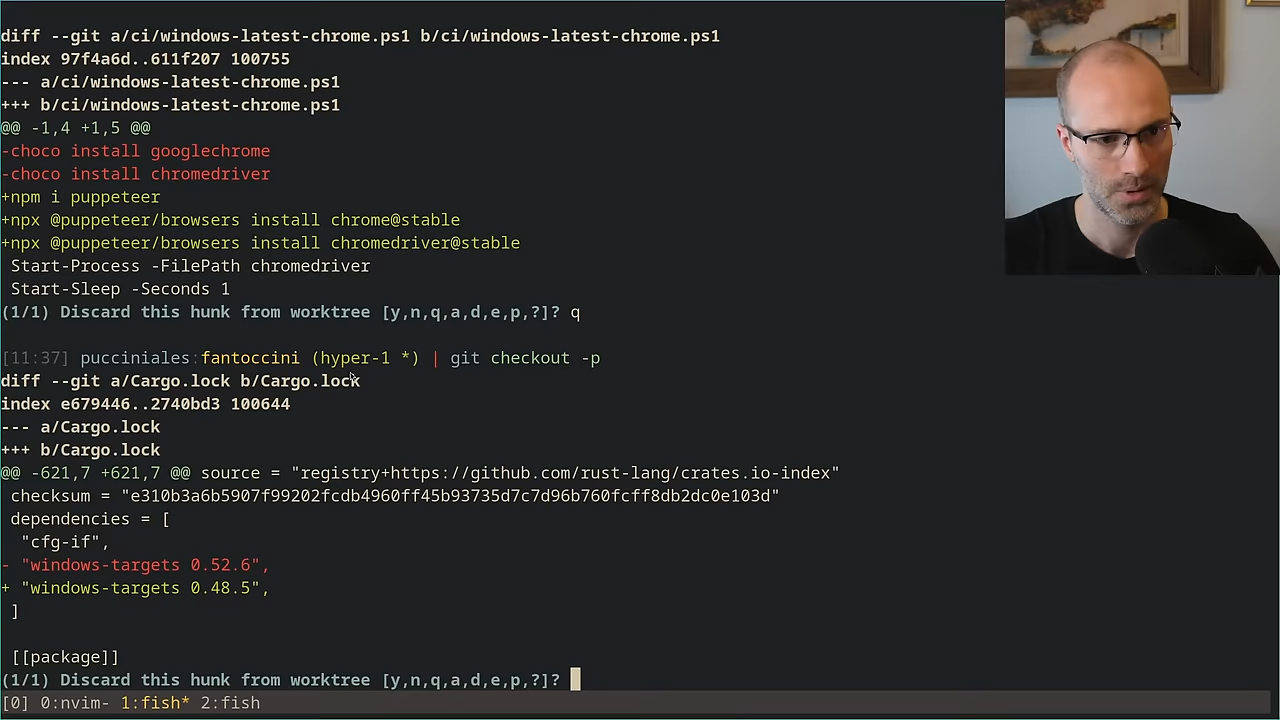 diff --git a/ci/windows-latest-chrome.ps1 b/ci/windows-latest-chrome.ps1
index 97f4a6d..611f207 100755
--- a/ci/windows-latest-chrome.ps1
+++ b/ci/windows-latest-chrome.ps1
@@ -1,4 +1,5 @@
-choco install googlechrome
-choco install chromedriver
+npm i puppeteer
+npx @puppeteer/browsers install chrome@stable
+npx @puppeteer/browsers install chromedriver@stable
 Start-Process -FilePath chromedriver
 Start-Sleep -Seconds 1
(1/1) Discard this hunk from worktree [y,n,q,a,d,e,p,?]? q
[11:37] pucciniales:fantoccini (hyper-1 *) | git checkout -p
diff --git a/Cargo.lock b/Cargo.lock
index e679446..2740bd3 100644
--- a/Cargo.lock
+++ b/Cargo.lock
@@ -621,7 +621,7 @@ source = "registry+https://github.com/rust-lang/crates.io-index"
 checksum = "e310b3a6b5907f99202fcdb4960ff45b93735d7c7d96b760fcff8db2dc0e103d"
 dependencies = [
  "cfg-if",
- "windows-targets 0.52.6",
+ "windows-targets 0.48.5",
 ]
 [[package]]
(1/1) Discard this hunk from worktree [y,n,q,a,d,e,p,?]?
[0] 0:nvim- 1:fish* 2:fish